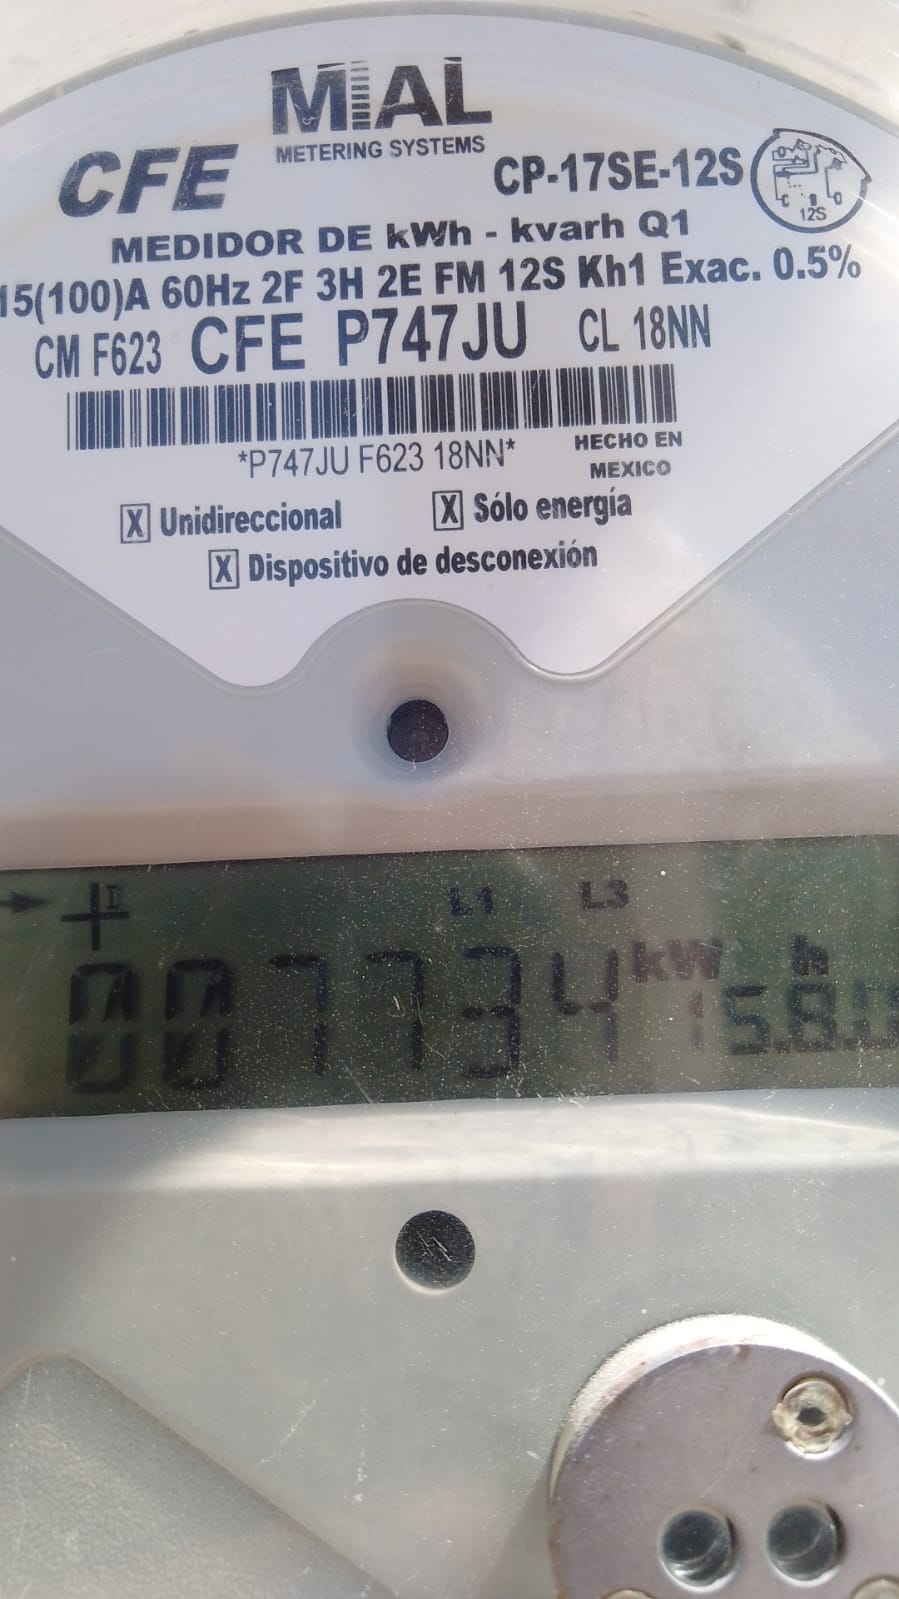 MIAL
METERING SYSTEMS
CFE
CP-17SE-12S
12S
MEDIDOR DE kWh - kvarh Q1
15(100)A 60Hz 2F 3H 2E FM 12S Kh1 Exac. 0.5%
CM F623 CFE P747JU CL 18NN
*P747JU F623 18NN*
HECHO EN
MEXICO
X Unidireccional
X Sólo energía
X Dispositivo de desconexión
L1 L3
007734 kW h